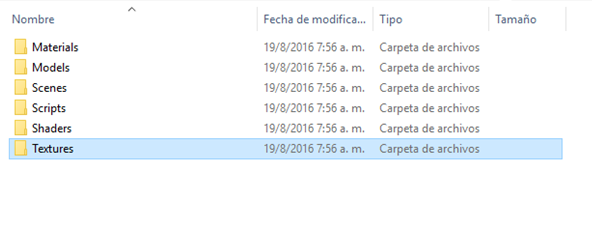 Nombre Fecha de modifica... Tipo Tamaño
Materials 19/8/2016 7:56 a. m. Carpeta de archivos
Models 19/8/2016 7:56 a. m. Carpeta de archivos
Scenes 19/8/2016 7:56 a. m. Carpeta de archivos
Scripts 19/8/2016 7:56 a. m. Carpeta de archivos
Shaders 19/8/2016 7:56 a. m. Carpeta de archivos
Textures 19/8/2016 7:56 a. m. Carpeta de archivos